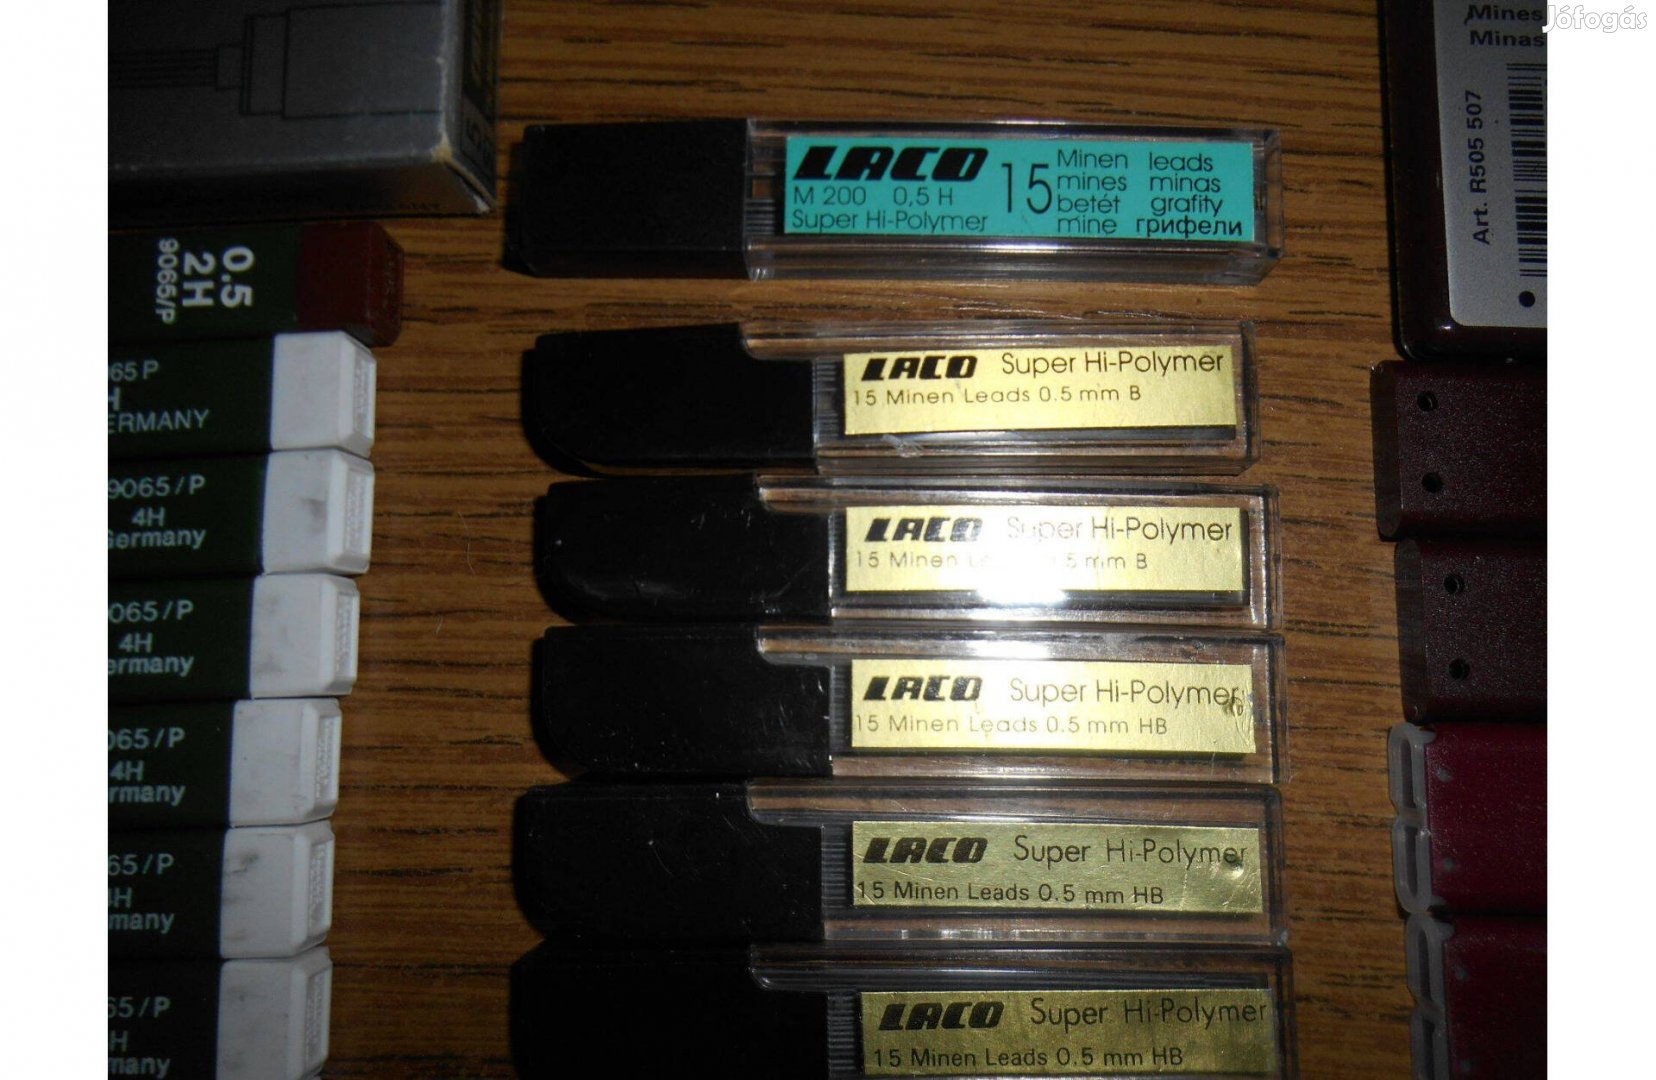 Jófogás
Mines
Minas
Art. R505 507
LACO
M 200 0,5 H
Super Hi-Polymer
15
Minen leads
mines minas
betét grafity
mine грифели
0.5
2H
9065/P
LACO Super Hi-Polymer
15 Minen Leads 0.5 mm B
LACO Super Hi-Polymer
15 Minen 5 mm B
LACO Super Hi-Polymer
15 Minen Leads 0.5 mm HB
LACO Super Hi-Polymer
15 Minen Leads 0.5 mm HB
LACO Super Hi-Polymer
15 Minen Leads 0.5 mm HB
65 P
H
ERMANY
9065/P
4H
Germany
065/P
4H
ermany
065/P
4H
rmany
65/P
H
many
65/P
H
many